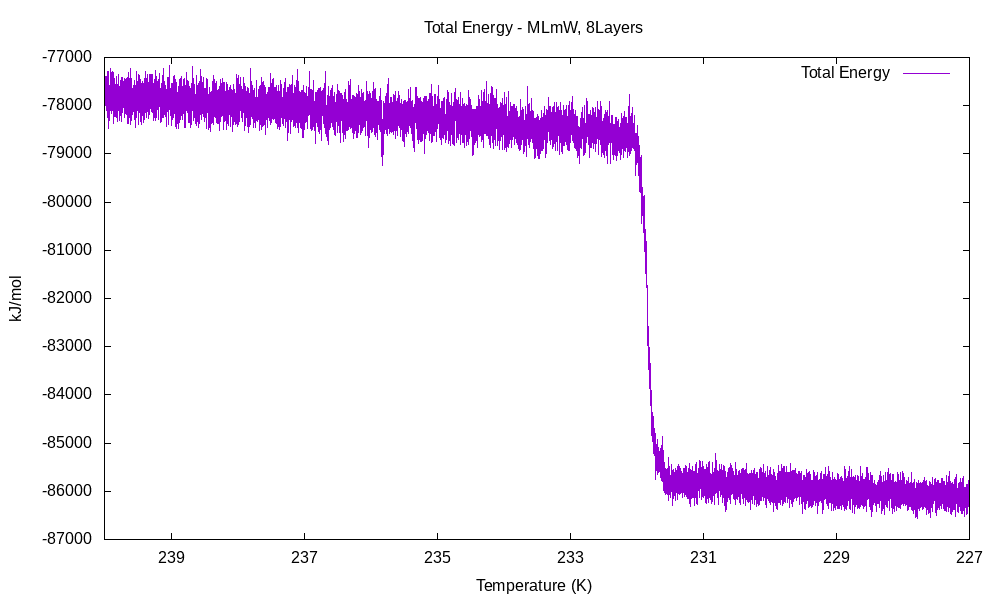 Total Energy - MLmW, 8Layers
Total Energy
-77000
-78000
-79000
-80000
-81000
-82000
-83000
-84000
-85000
-86000
-87000
kJ/mol
239 237 235 233 231 229 227
Temperature (K)